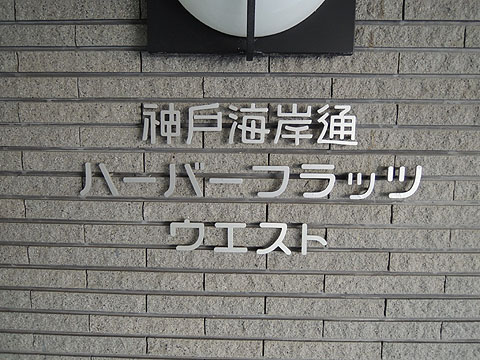 神戸海岸通
ハーバーフラッツ
ウエスト